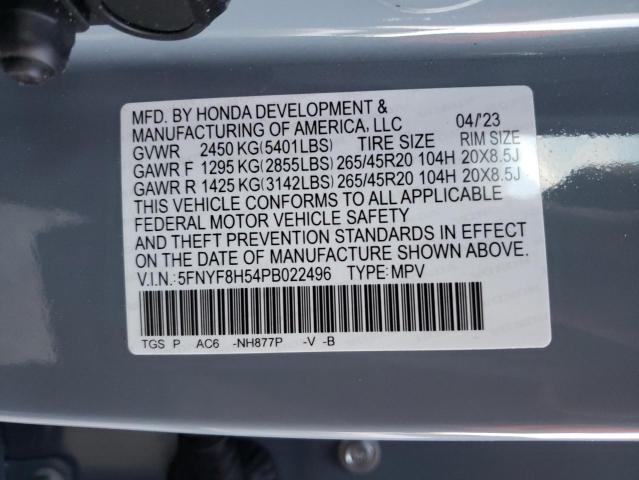 MFD. BY HONDA DEVELOPMENT &
MANUFACTURING OF AMERICA, LLC 04/'23
GVWR 2450 KG(5401LBS) TIRE SIZE RIM SIZE
GAWR F 1295 KG(2855LBS) 265/45R20 104H 20X8.5J
GAWR R 1425 KG(3142LBS) 265/45R20 104H 20X8.5J
THIS VEHICLE CONFORMS TO ALL APPLICABLE
FEDERAL MOTOR VEHICLE SAFETY
AND THEFT PREVENTION STANDARDS IN EFFECT
ON THE DATE OF MANUFACTURE SHOWN ABOVE.
V.I.N.:5FNYF8H54PB022496 TYPE:MPV
TGS P AC6 -NH877P -V -B